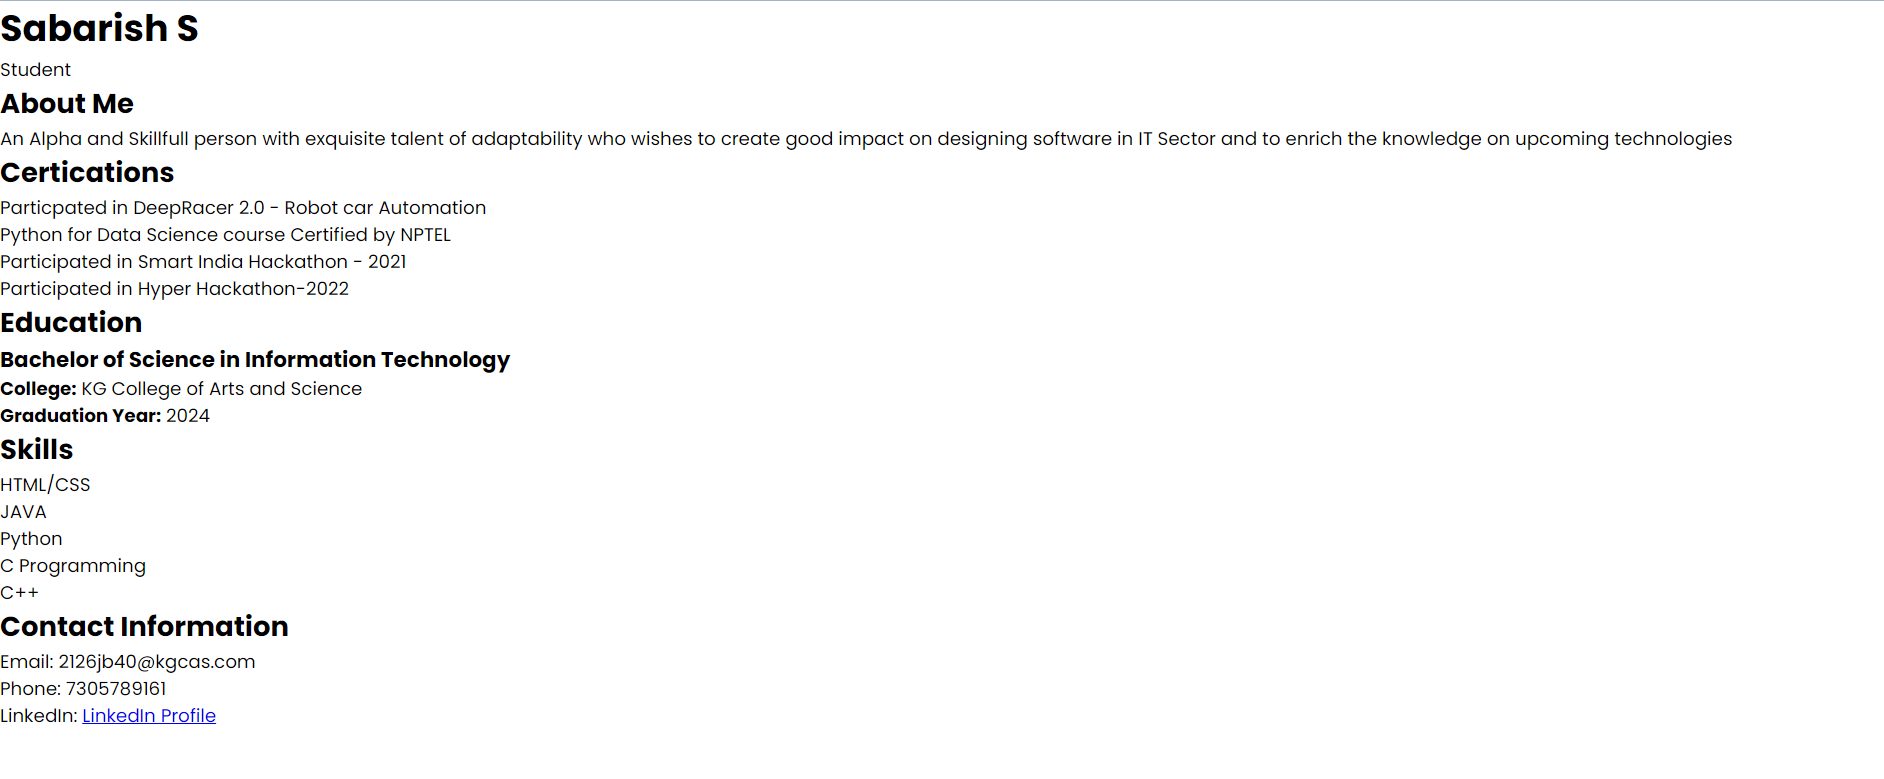 Sabarish S
Student
About Me
An Alpha and Skillfull person with exquisite talent of adaptability who wishes to create good impact on designing software in IT Sector and to enrich the knowledge on upcoming technologies
Certications
Particpated in DeepRacer 2.0 - Robot car Automation
Python for Data Science course Certified by NPTEL
Participated in Smart India Hackathon - 2021
Participated in Hyper Hackathon-2022
Education
Bachelor of Science in Information Technology
College: KG College of Arts and Science
Graduation Year: 2024
Skills
HTML/CSS
JAVA
Python
C Programming
C++
Contact Information
Email: 2126jb40@kgcas.com
Phone: 7305789161
LinkedIn: LinkedIn Profile